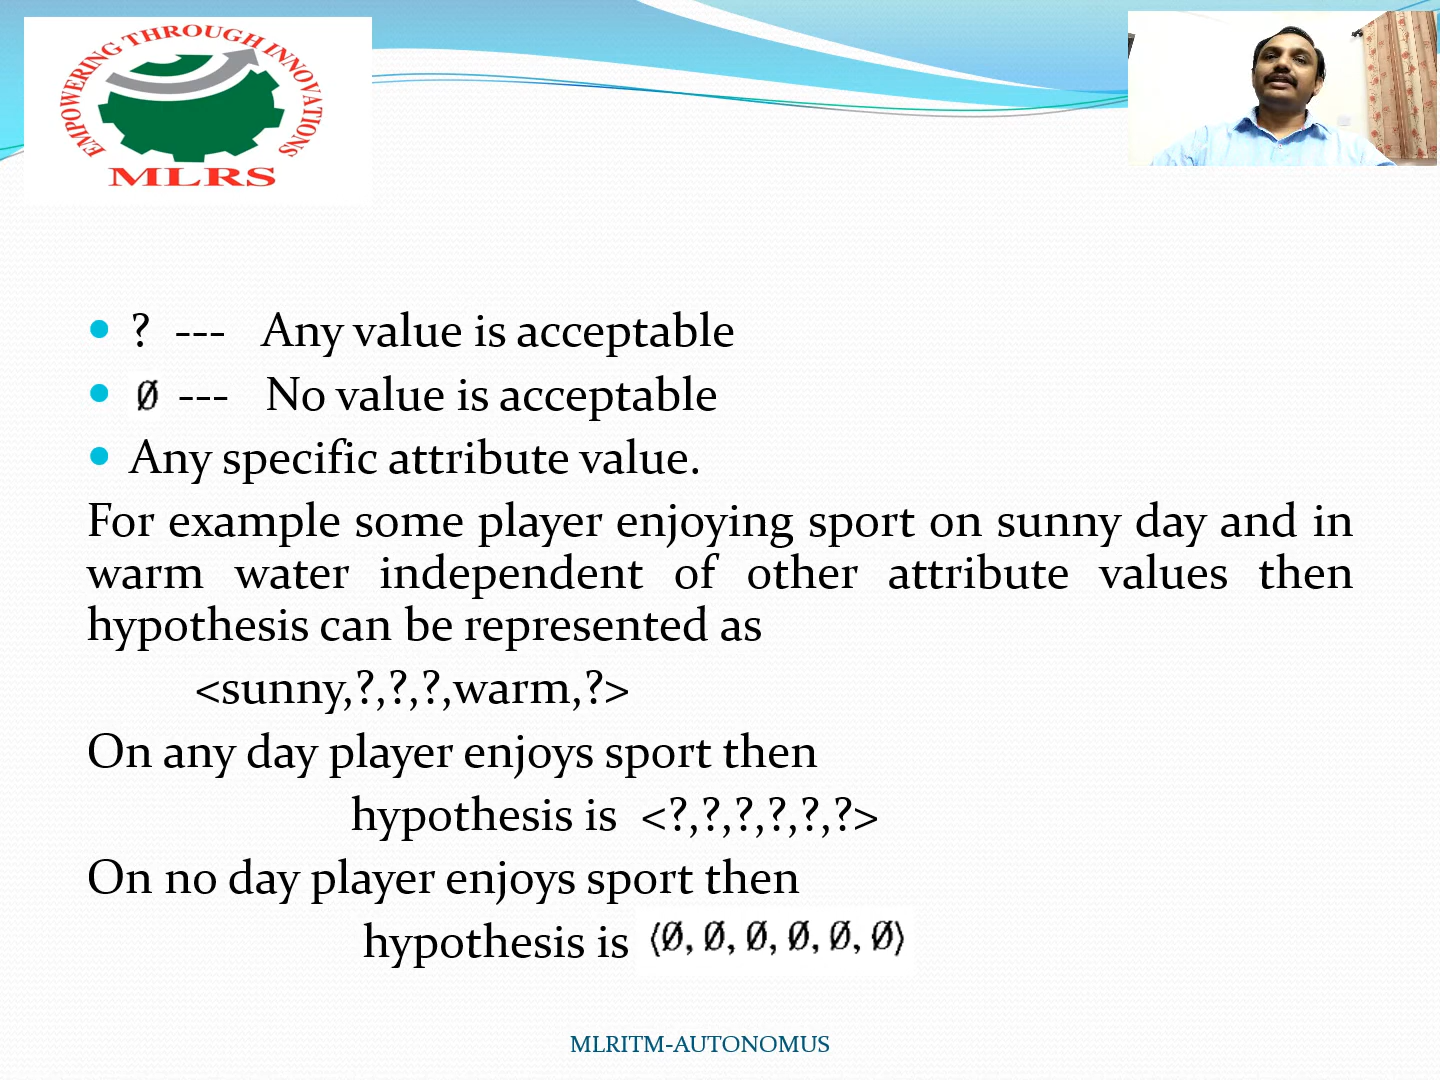 EMPOWERING THROUGH INNOVATIONS
MLRS
? --- Any value is acceptable
Ø --- No value is acceptable
Any specific attribute value.
For example some player enjoying sport on sunny day and in
warm water independent of other attribute values then
hypothesis can be represented as
<sunny,?,?,?,warm,?>
On any day player enjoys sport then
hypothesis is <?,?,?,?,?,?>
On no day player enjoys sport then
hypothesis is ⟨Ø, Ø, Ø, Ø, Ø, Ø⟩
MLRITM-AUTONOMUS